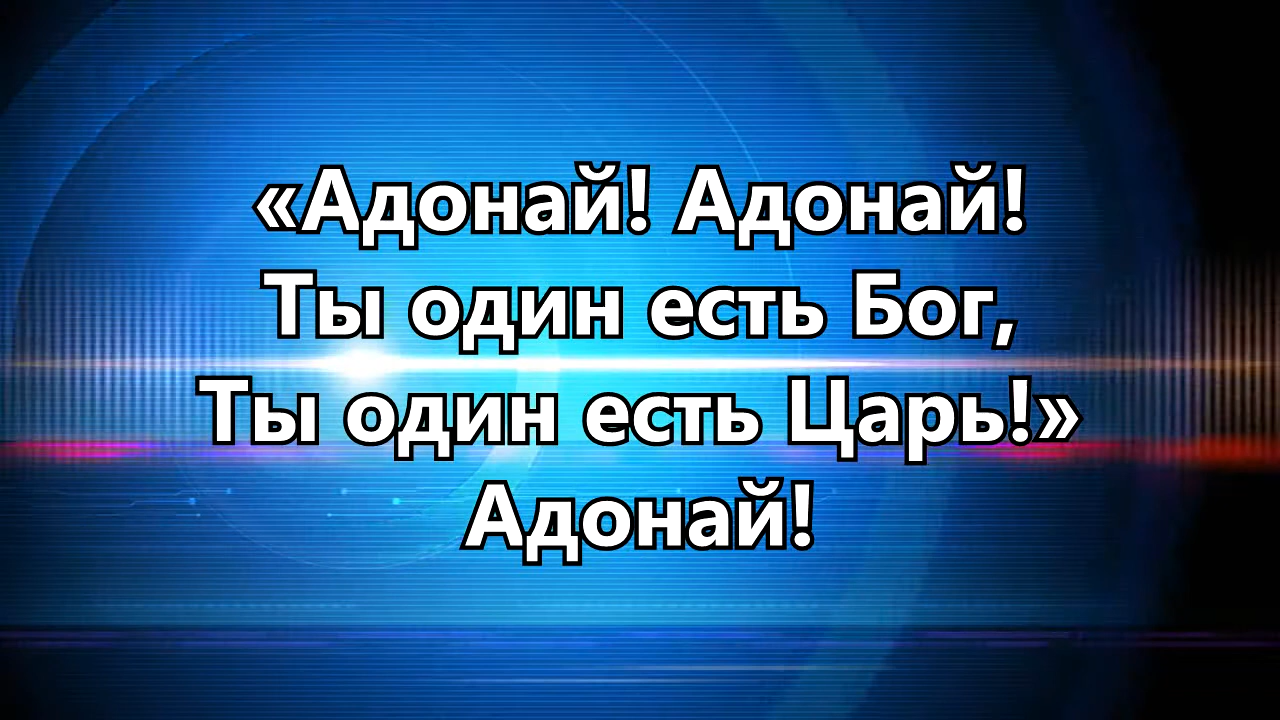 «Адонай! Адонай!
Ты один есть Бог,
Ты один есть Царь!»
Адонай!